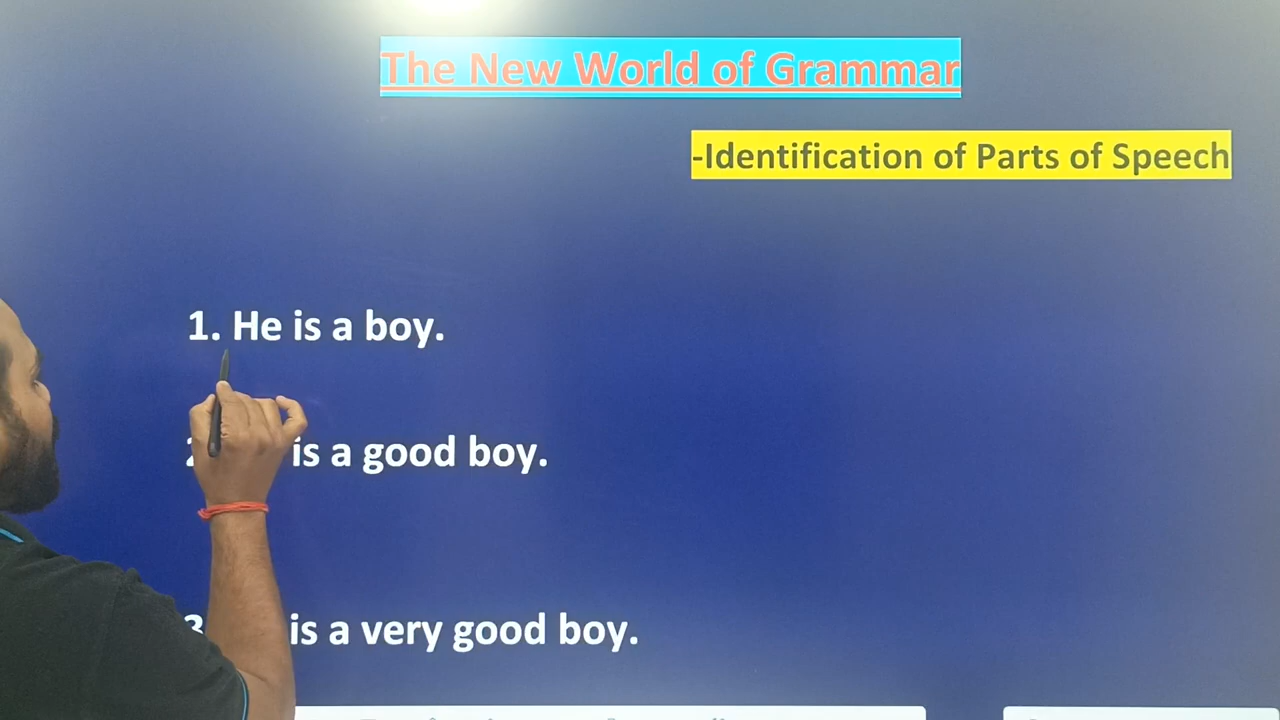 The New World of Grammar
-Identification of Parts of Speech
1. He is a boy.
is a good boy.
3 is a very good boy.